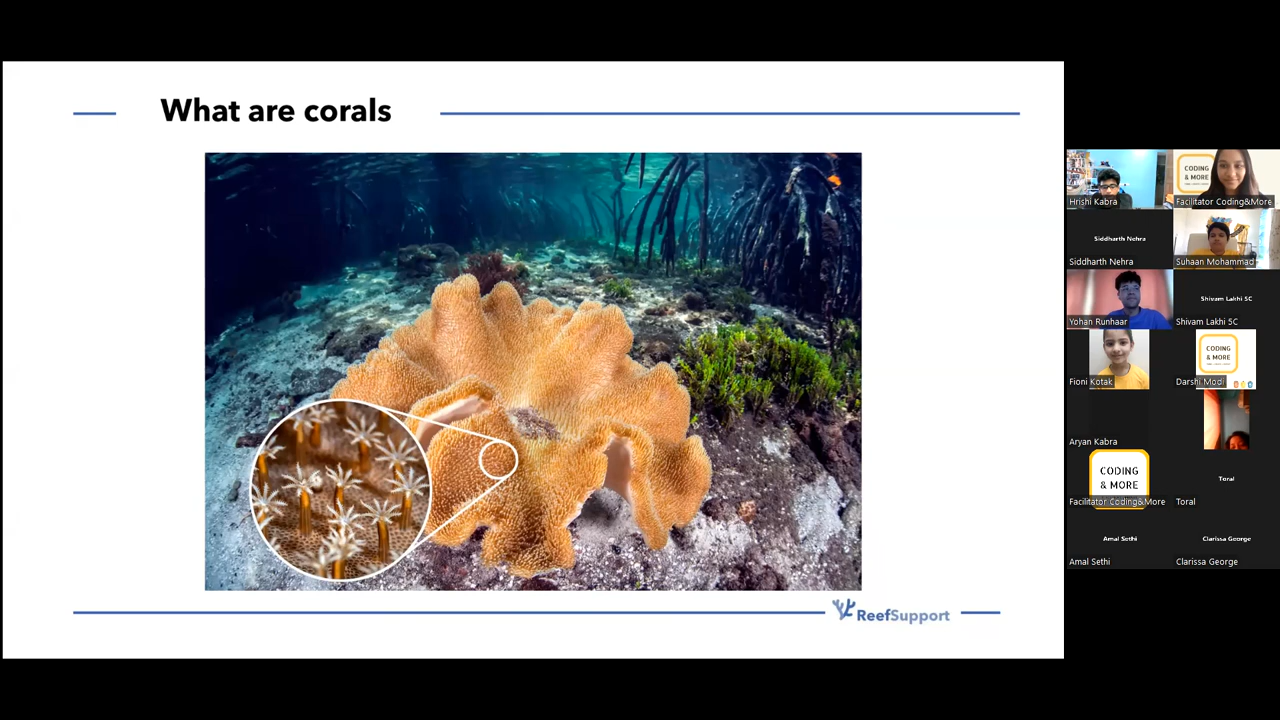 What are corals
ReefSupport
Hrishi Kabra
CODING
& MORE
Facilitator Coding&More
Siddharth Nehra
Siddharth Nehra
Suhaan Mohammad
Yohan Runhaar
Shivam Lakhi 5C
Shivam Lakhi 5C
Fioni Kotak
CODING
& MORE
Darshi Modi
Aryan Kabra
CODING
& MORE
Facilitator Coding&More
Toral
Toral
Amal Sethi
Amal Sethi
Clarissa George
Clarissa George